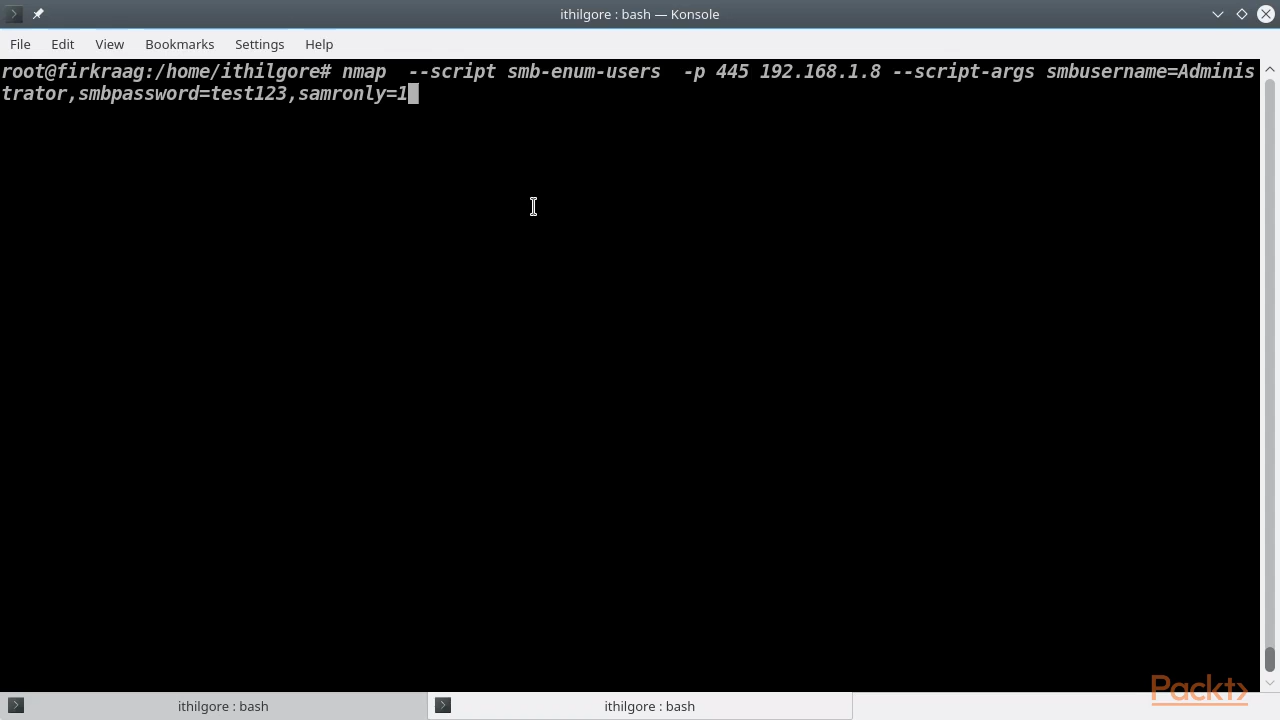 ithilgore : bash — Konsole
File Edit View Bookmarks Settings Help
root@firkraag:/home/ithilgore# nmap  --script smb-enum-users  -p 445 192.168.1.8 --script-args smbusername=Adminis
trator,smbpassword=test123,samronly=1
Packt>
ithilgore : bash ithilgore : bash